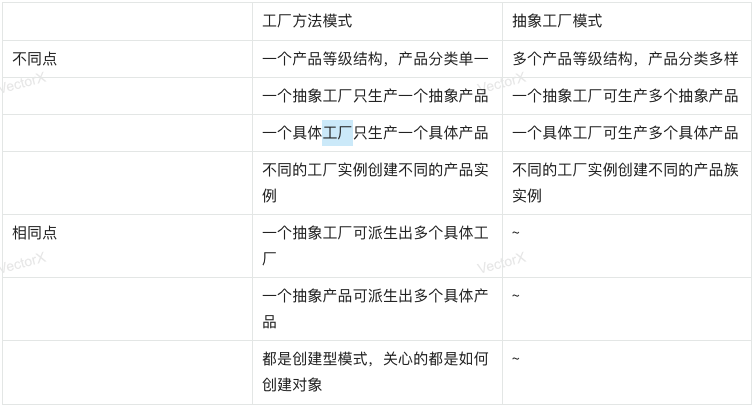 工厂方法模式
抽象工厂模式
不同点
一个产品等级结构，产品分类单一
多个产品等级结构，产品分类多样
VectorX
VectorX
一个抽象工厂只生产一个抽象产品
一个抽象工厂可生产多个抽象产品
一个具体工厂只生产一个具体产品
一个具体工厂可生产多个具体产品
不同的工厂实例创建不同的产品实
例
不同的工厂实例创建不同的产品族
实例
相同点
一个抽象工厂可派生出多个具体工
厂
~
VectorX
VectorX
一个抽象产品可派生出多个具体产
品
~
都是创建型模式，关心的都是如何
创建对象
~